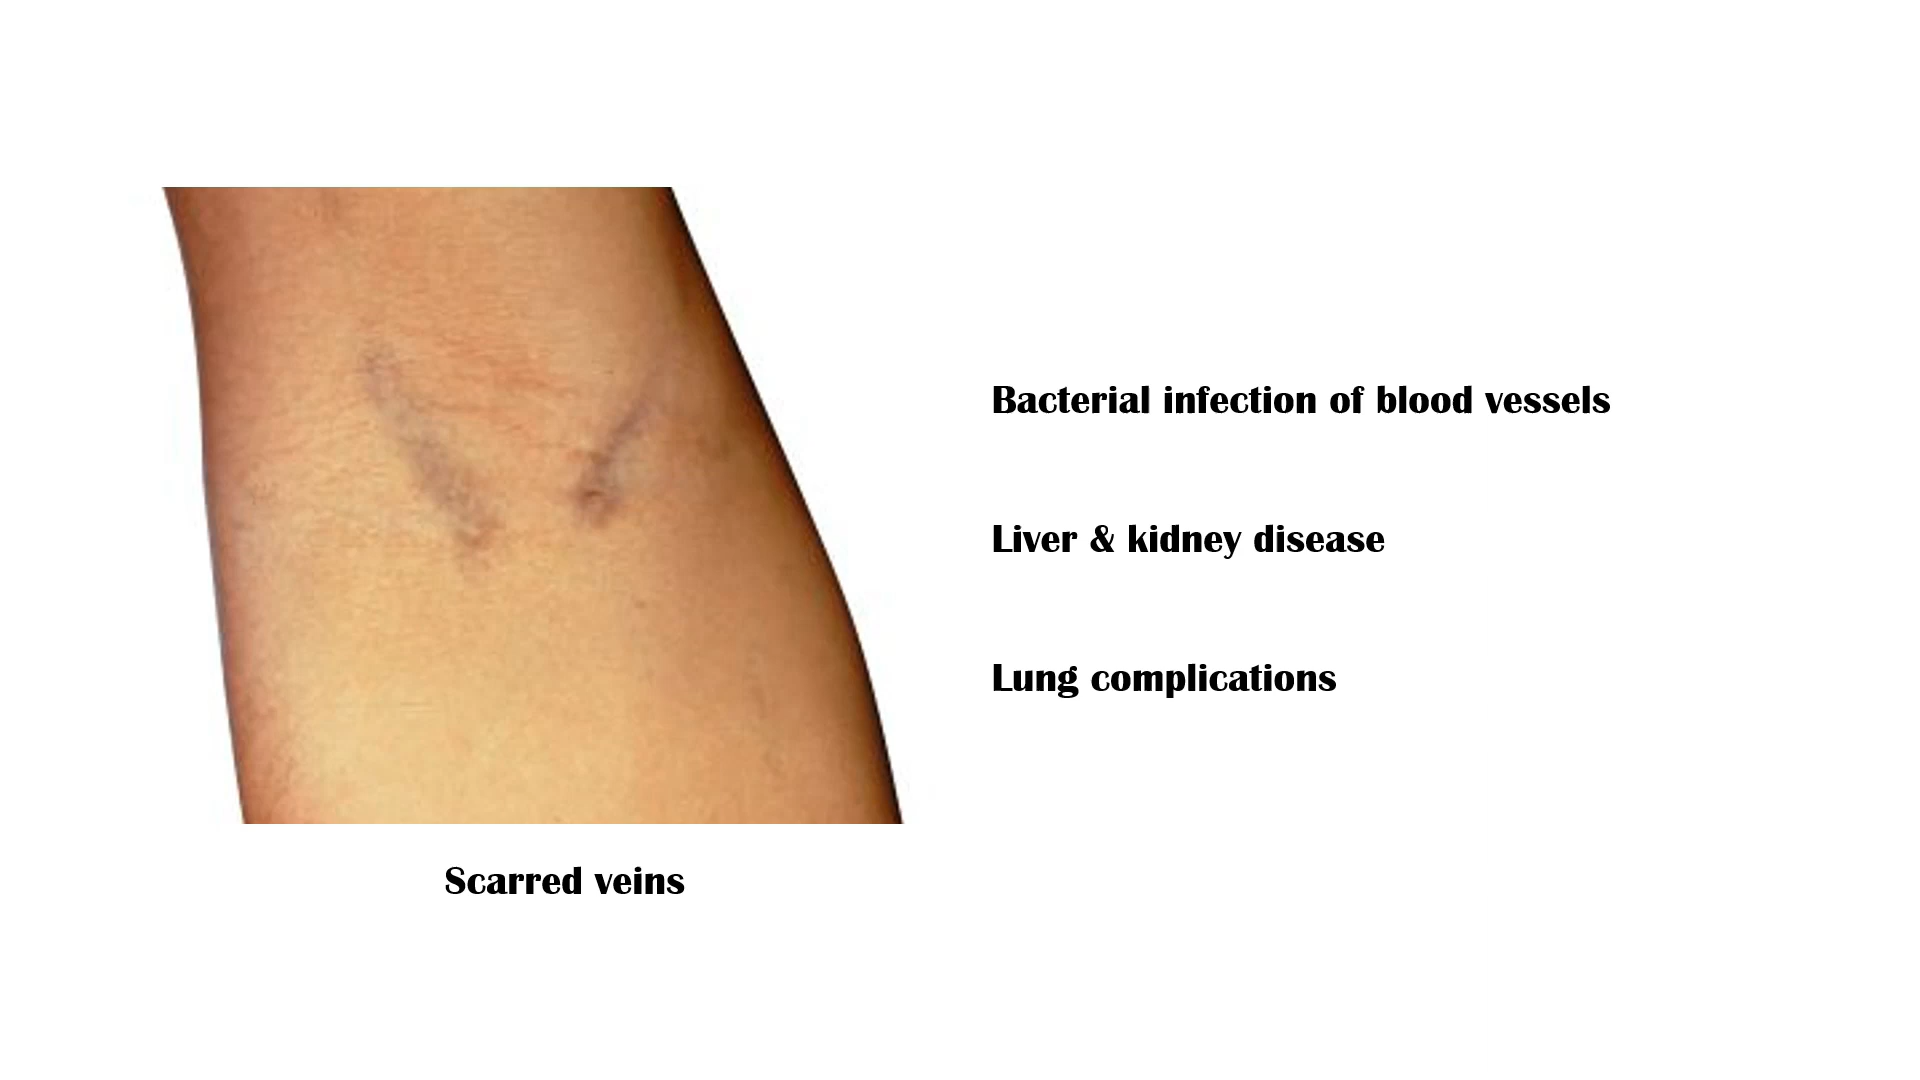 Bacterial infection of blood vessels
Liver & kidney disease
Lung complications
Scarred veins